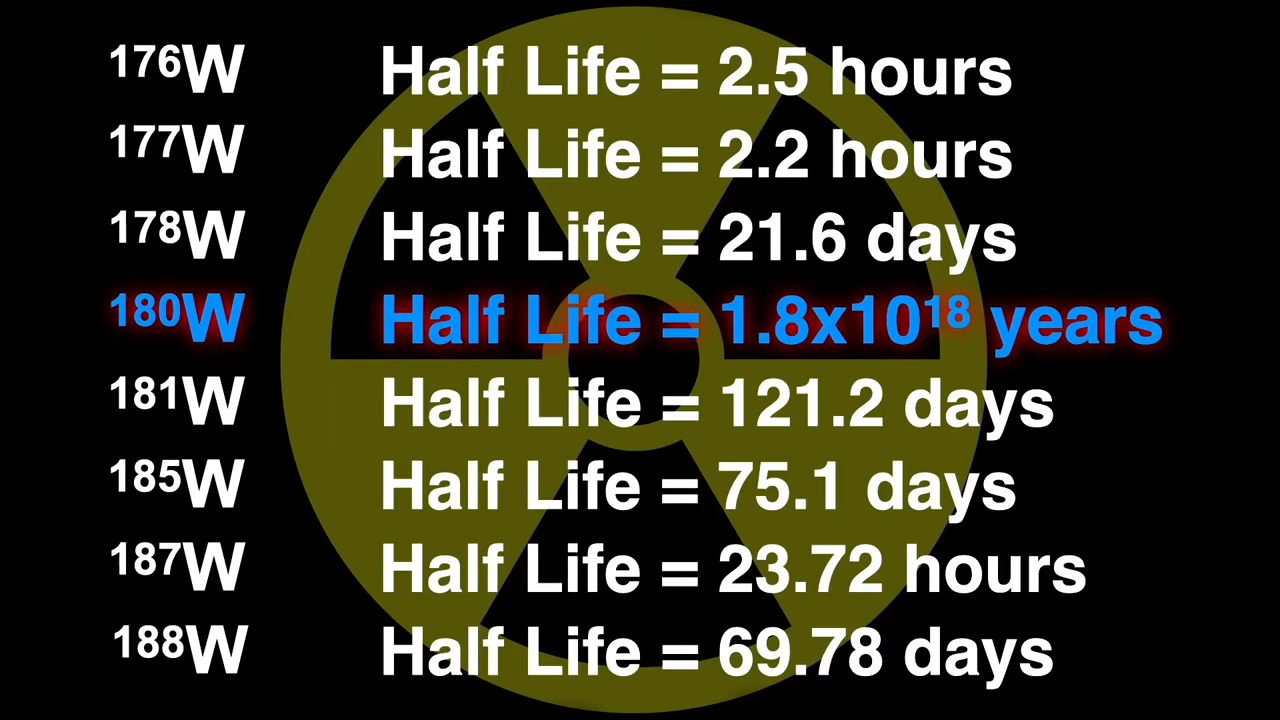 ¹⁷⁶W Half Life = 2.5 hours
¹⁷⁷W Half Life = 2.2 hours
¹⁷⁸W Half Life = 21.6 days
¹⁸⁰W Half Life = 1.8x10¹⁸ years
¹⁸¹W Half Life = 121.2 days
¹⁸⁵W Half Life = 75.1 days
¹⁸⁷W Half Life = 23.72 hours
¹⁸⁸W Half Life = 69.78 days